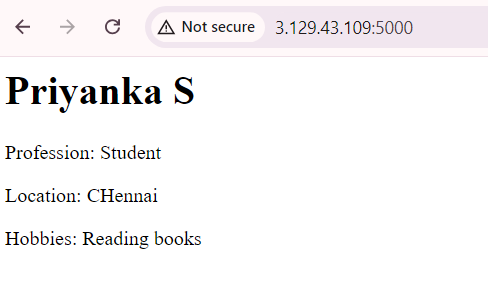 Not secure 3.129.43.109:5000
Priyanka S
Profession: Student
Location: CHennai
Hobbies: Reading books